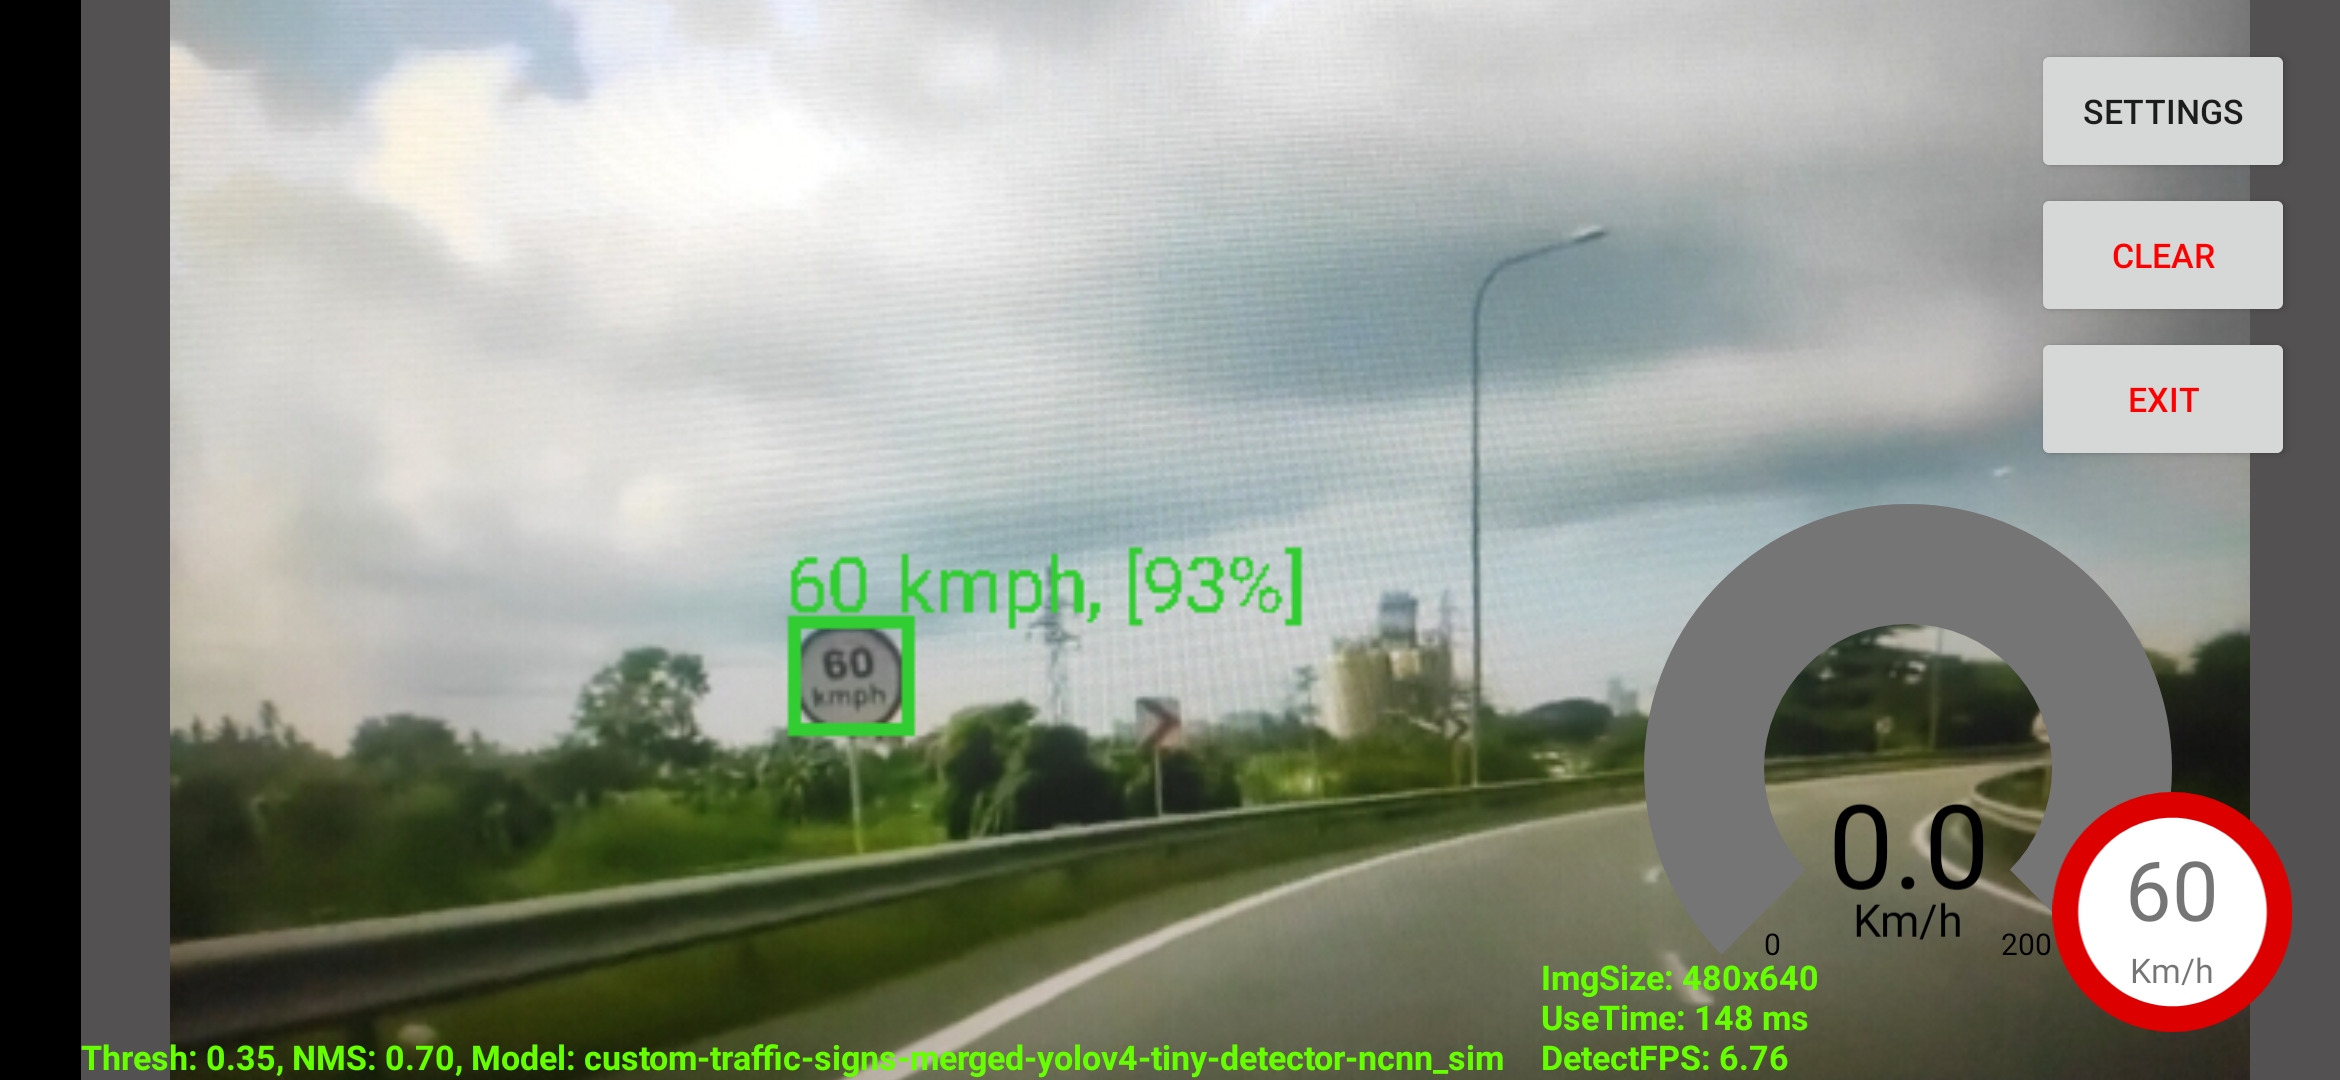 SETTINGS
CLEAR
EXIT
60 kmph, [93%]
60
kmph
0.0
Km/h
0
200
60
Km/h
ImgSize: 480x640
UseTime: 148 ms
DetectFPS: 6.76
Thresh: 0.35, NMS: 0.70, Model: custom-traffic-signs-merged-yolov4-tiny-detector-ncnn_sim